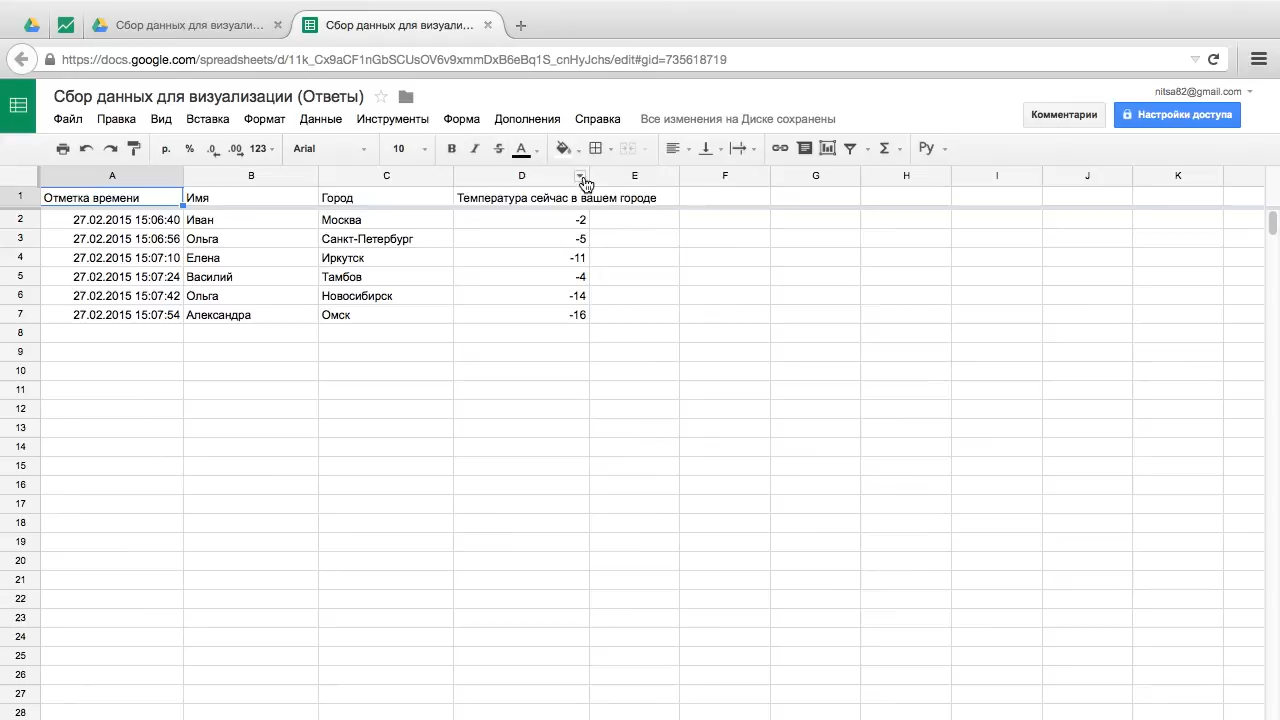 Сбор данных для визуали... × Сбор данных для визуали... ×
https://docs.google.com/spreadsheets/d/11k_Cx9aCF1nGbSCUsOV6v9xmmDxB6eBq1S_cnHyJchs/edit#gid=735618719
Сбор данных для визуализации (Ответы)
nitsa82@gmail.com
Файл Правка Вид Вставка Формат Данные Инструменты Форма Дополнения Справка Все изменения на Диске сохранены
Комментарии Настройки доступа
р. % .0 .00 123 Arial 10 B I S A Σ Ру
A B C D E F G H I J K
1 Отметка времени Имя Город Температура сейчас в вашем городе
2 27.02.2015 15:06:40 Иван Москва -2
3 27.02.2015 15:06:56 Ольга Санкт-Петербург -5
4 27.02.2015 15:07:10 Елена Иркутск -11
5 27.02.2015 15:07:24 Василий Тамбов -4
6 27.02.2015 15:07:42 Ольга Новосибирск -14
7 27.02.2015 15:07:54 Александра Омск -16
8
9
10
11
12
13
14
15
16
17
18
19
20
21
22
23
24
25
26
27
28